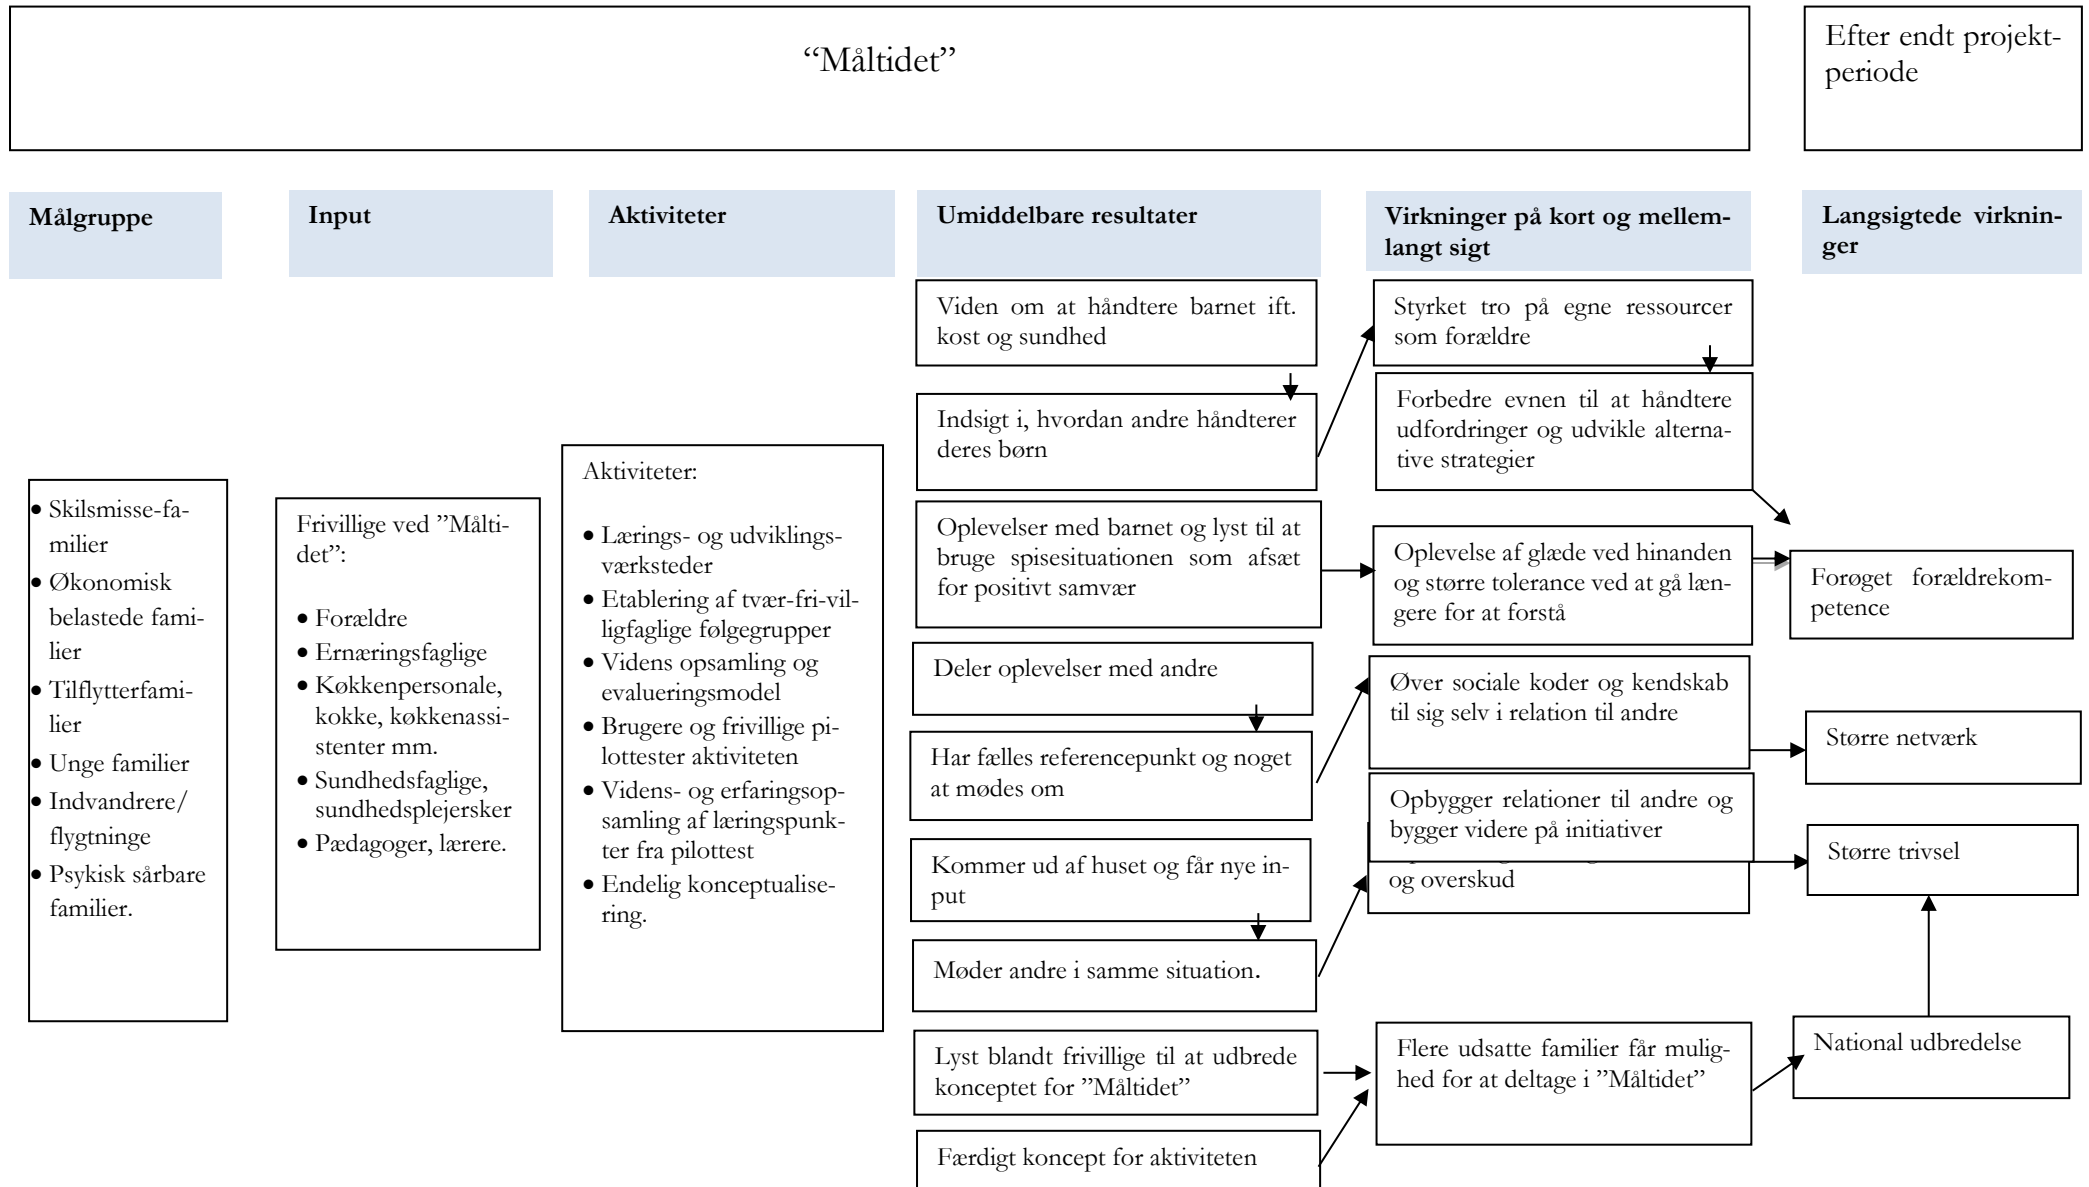 “Måltidet”
Efter endt projekt-
periode
Målgruppe
Input
Aktiviteter
Umiddelbare resultater
Virkninger på kort og mellem-
langt sigt
Langsigtede virknin-
ger
• Skilsmisse-fa-
milier
• Økonomisk
belastede fami-
lier
• Tilflytterfami-
lier
• Unge familier
• Indvandrere/
flygtninge
• Psykisk sårbare
familier.
Frivillige ved ”Målti-
det”:
• Forældre
• Ernæringsfaglige
• Køkkenpersonale,
kokke, køkkenassi-
stenter mm.
• Sundhedsfaglige,
sundhedsplejersker
• Pædagoger, lærere.
Aktiviteter:
• Lærings- og udviklings-
værksteder
• Etablering af tvær-fri-vil-
ligfaglige følgegrupper
• Videns opsamling og
evalueringsmodel
• Brugere og frivillige pi-
lottester aktiviteten
• Videns- og erfaringsop-
samling af læringspunk-
ter fra pilottest
• Endelig konceptualise-
ring.
Viden om at håndtere barnet ift.
kost og sundhed
Indsigt i, hvordan andre håndterer
deres børn
Oplevelser med barnet og lyst til at
bruge spisesituationen som afsæt
for positivt samvær
Deler oplevelser med andre
Har fælles referencepunkt og noget
at mødes om
Kommer ud af huset og får nye in-
put
Møder andre i samme situation.
Lyst blandt frivillige til at udbrede
konceptet for ”Måltidet”
Færdigt koncept for aktiviteten
Styrket tro på egne ressourcer
som forældre
Forbedre evnen til at håndtere
udfordringer og udvikle alterna-
tive strategier
Oplevelse af glæde ved hinanden
og større tolerance ved at gå læn-
gere for at forstå
Øver sociale koder og kendskab
til sig selv i relation til andre
Opbygger relationer til andre og
bygger videre på initiativer
og overskud
Flere udsatte familier får mulig-
hed for at deltage i ”Måltidet”
Forøget forældrekom-
petence
Større netværk
Større trivsel
National udbredelse